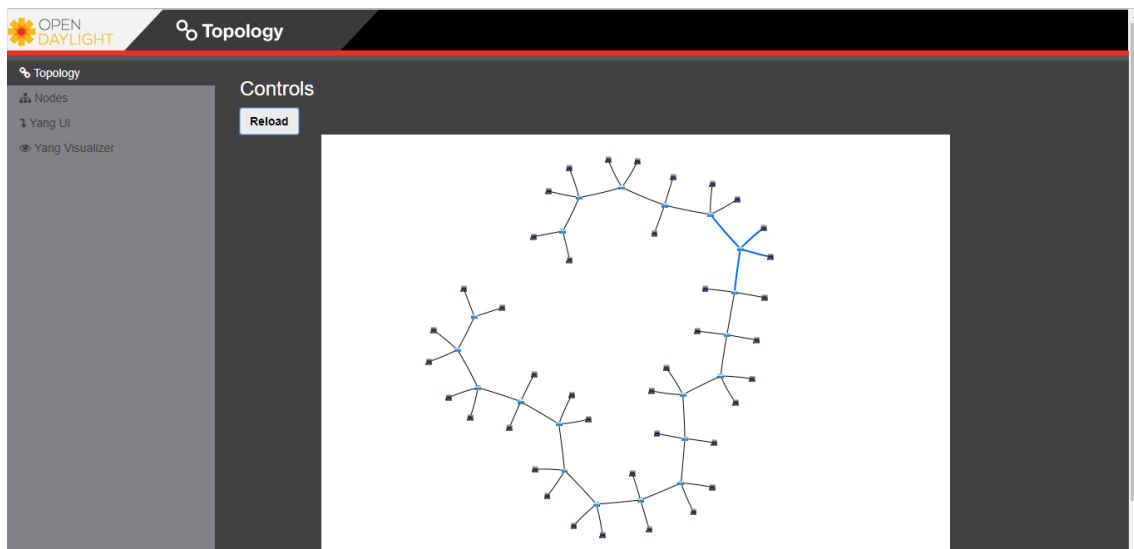 OPEN
DAYLIGHT
Topology
Topology
Nodes
Yang UI
Yang Visualizer
Controls
Reload